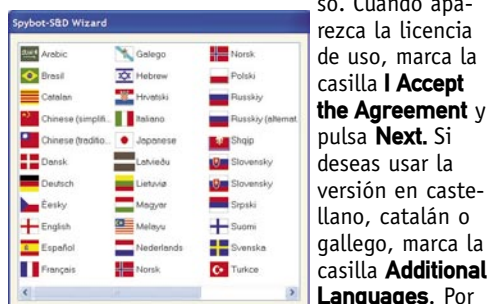 Spybot-S&D Wizard
Arabic
Galego
Norsk
Brasil
Hebrew
Polski
Catalan
Hrvatski
Russkiy
Chinese (simplifi..
Italiano
Russkiy (alternat
Chinese (traditio..
Japanese
Shqip
Dansk
Latviešu
Slovensky
Deutsch
Lietuviø
Slovensky
Èesky
Magyar
Srpski
English
Melayu
Suomi
Español
Nederlands
Svenska
Français
Norsk
Turkce
so. Cuando apa-
rezca la licencia
de uso, marca la
casilla I Accept
the Agreement y
pulsa Next. Si
deseas usar la
versión en caste-
llano, catalán o
gallego, marca la
casilla Additional
Languages. Por